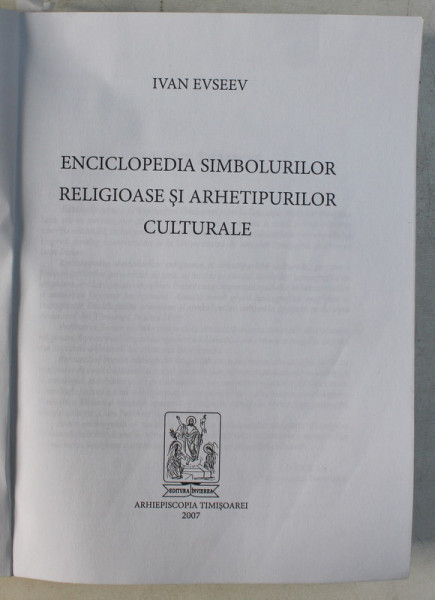 IVAN EVSEEV
ENCICLOPEDIA SIMBOLURILOR
RELIGIOASE ȘI ARHETIPURILOR
CULTURALE
EDITURA ÎNVIEREA
ARHIEPISCOPIA TIMIȘOAREI
2007